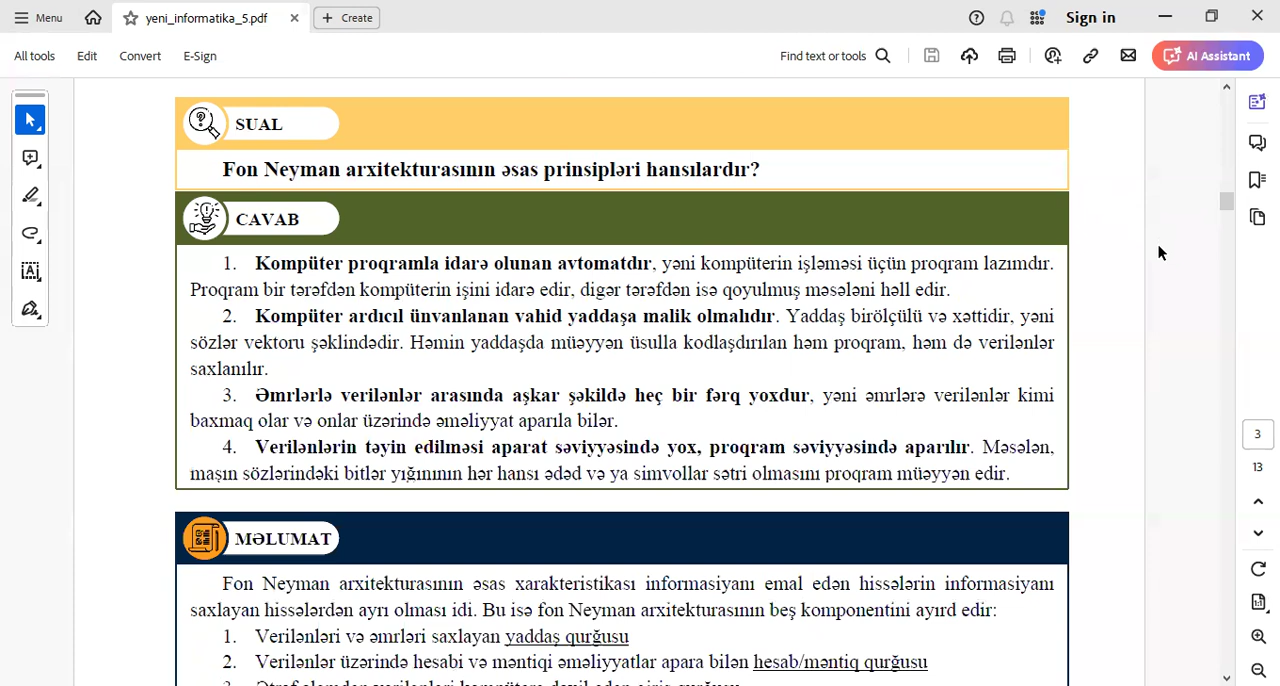 Menu
yeni_informatika_5.pdf
Create
Sign in
All tools
Edit
Convert
E-Sign
Find text or tools
AI Assistant
SUAL
Fon Neyman arxitekturasının əsas prinsipləri hansılardır?
CAVAB
1. Kompüter proqramla idarə olunan avtomatdır, yəni kompüterin işləməsi üçün proqram lazımdır.
Proqram bir tərəfdən kompüterin işini idarə edir, digər tərəfdən isə qoyulmuş məsələni həll edir.
2. Kompüter ardıcıl ünvanlanan vahid yaddaşa malik olmalıdır. Yaddaş birölçülü və xəttidir, yəni
sözlər vektoru şəklindədir. Həmin yaddaşda müəyyən üsulla kodlaşdırılan həm proqram, həm də verilənlər
saxlanılır.
3. Əmrlərlə verilənlər arasında aşkar şəkildə heç bir fərq yoxdur, yəni əmrlərə verilənlər kimi
baxmaq olar və onlar üzərində əməliyyat aparıla bilər.
4. Verilənlərin təyin edilməsi aparat səviyyəsində yox, proqram səviyyəsində aparılır. Məsələn,
maşın sözlərindəki bitlər yığınının hər hansı ədəd və ya simvollar sətri olmasını proqram müəyyən edir.
MƏLUMAT
Fon Neyman arxitekturasının əsas xarakteristikası informasiyanı emal edən hissələrin informasiyanı
saxlayan hissələrdən ayrı olması idi. Bu isə fon Neyman arxitekturasının beş komponentini ayırd edir:
1. Verilənləri və əmrləri saxlayan yaddaş qurğusu
2. Verilənlər üzərində hesabi və məntiqi əməliyyatlar apara bilən hesab/məntiq qurğusu
3
13